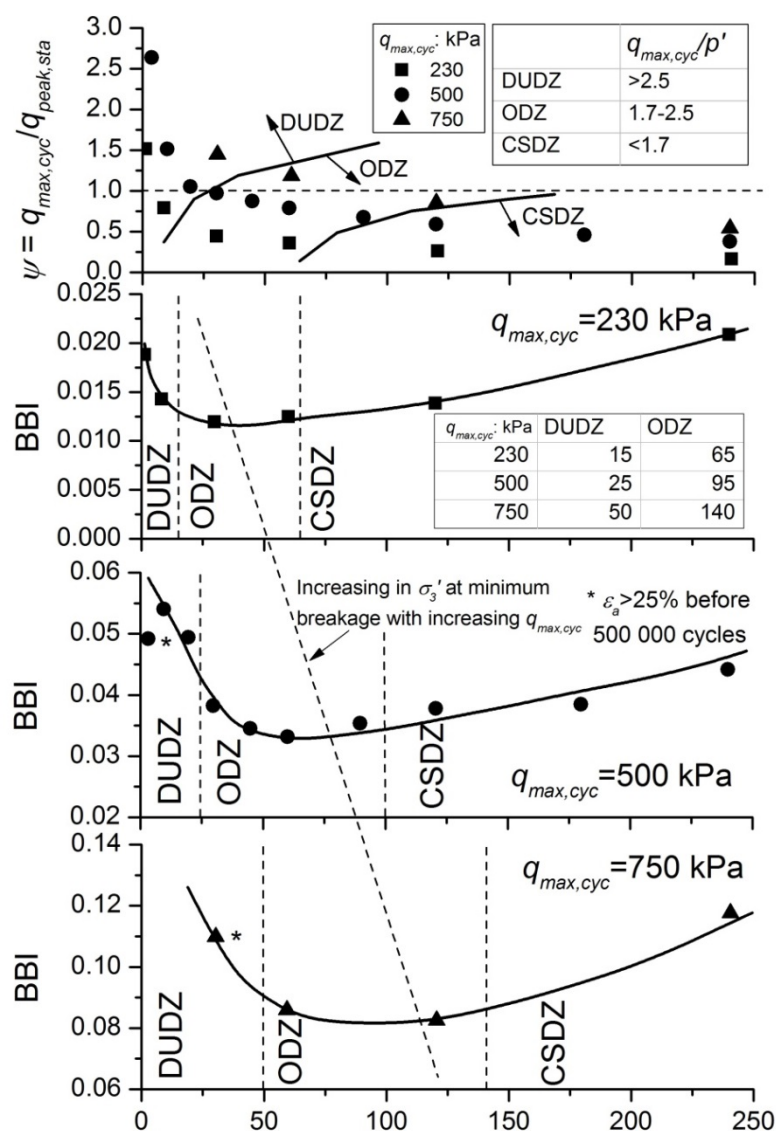 ψ = q_max,cyc/q_peak,sta
3.0
2.5
2.0
1.5
1.0
0.5
0.0
q_max,cyc: kPa
■ 230
● 500
▲ 750
q_max,cyc/p'
DUDZ >2.5
ODZ 1.7-2.5
CSDZ <1.7
DUDZ
ODZ
CSDZ
BBI
0.025
0.020
0.015
0.010
0.005
0.000
q_max,cyc=230 kPa
DUDZ
ODZ
CSDZ
q_max,cyc: kPa DUDZ ODZ
230 15 65
500 25 95
750 50 140
BBI
0.06
0.05
0.04
0.03
0.02
Increasing in σ₃' at minimum
breakage with increasing q_max,cyc
* ε_a>25% before
500 000 cycles
*
DUDZ
ODZ
CSDZ
q_max,cyc=500 kPa
BBI
0.14
0.12
0.10
0.08
0.06
q_max,cyc=750 kPa
*
DUDZ
ODZ
CSDZ
0 50 100 150 200 250